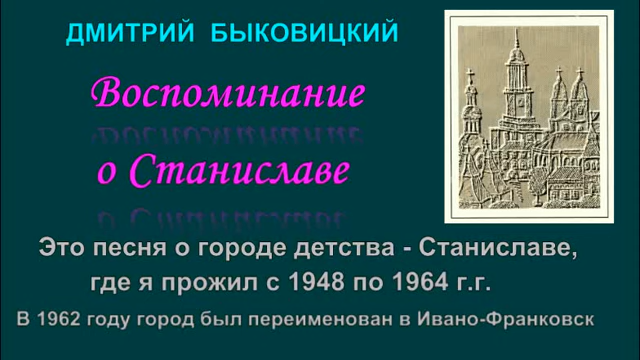 ДМИТРИЙ БЫКОВИЦКИЙ
Воспоминание
о Станиславе
Это песня о городе детства - Станиславе,
где я прожил с 1948 по 1964 г.г.
В 1962 году город был переименован в Ивано-Франковск